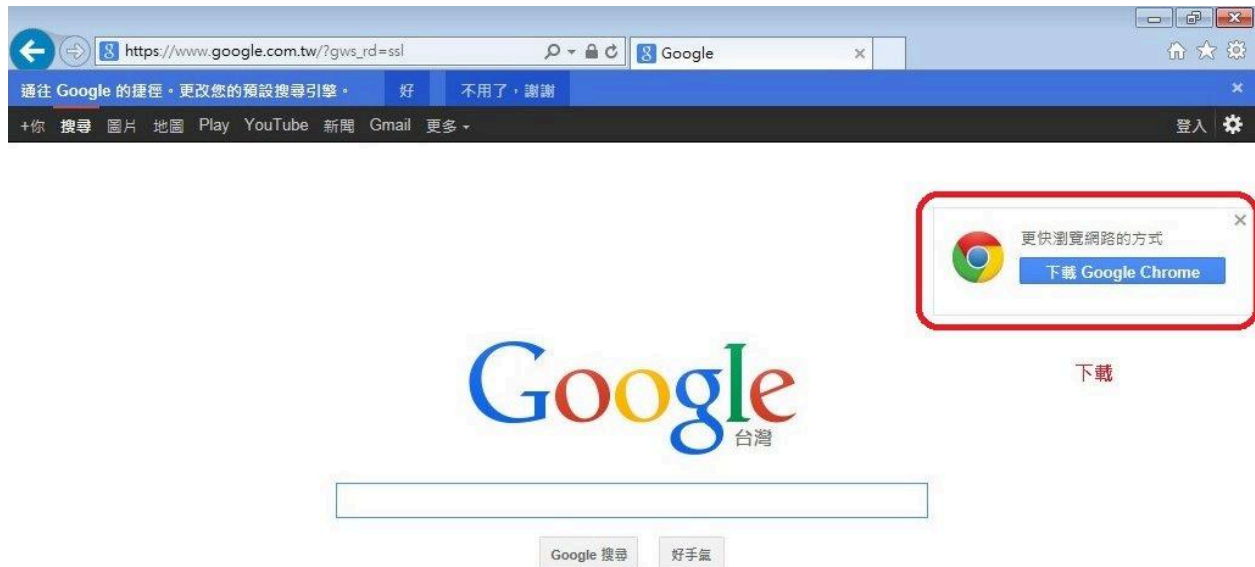 https://www.google.com.tw/?gws_rd=ssl Google
通往 Google 的捷徑。更改您的預設搜尋引擎。 好 不用了，謝謝
+你 搜尋 圖片 地圖 Play YouTube 新聞 Gmail 更多 登入
更快瀏覽網路的方式
下載 Google Chrome
下載
Google
台灣
Google 搜尋 好手氣